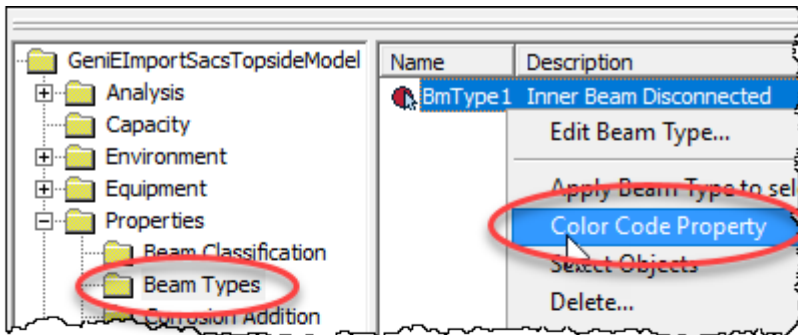 GeniEImportSacsTopsideModel
Analysis
Capacity
Environment
Equipment
Properties
Beam Classification
Beam Types
Corrosion Addition
Name Description
BmType1 Inner Beam Disconnected
Edit Beam Type...
Apply Beam Type to sel
Color Code Property
Select Objects
Delete...